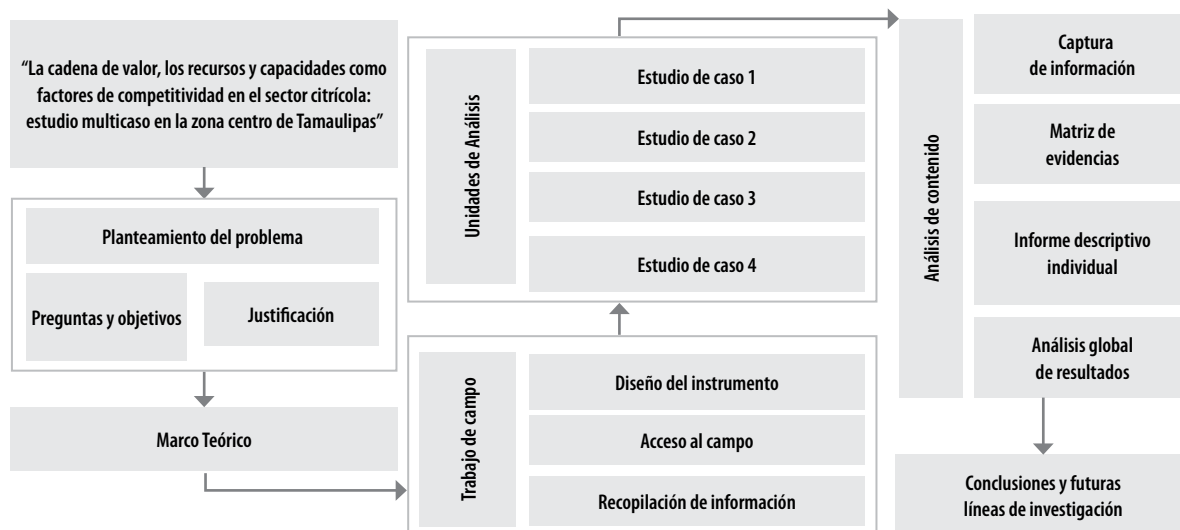 “La cadena de valor, los recursos y capacidades como
factores de competitividad en el sector citrícola:
estudio multicaso en la zona centro de Tamaulipas”
Planteamiento del problema
Preguntas y objetivos
Justificación
Marco Teórico
Trabajo de campo
Diseño del instrumento
Acceso al campo
Recopilación de información
Unidades de Análisis
Estudio de caso 1
Estudio de caso 2
Estudio de caso 3
Estudio de caso 4
Análisis de contenido
Captura
de información
Matriz de
evidencias
Informe descriptivo
individual
Análisis global
de resultados
Conclusiones y futuras
líneas de investigación